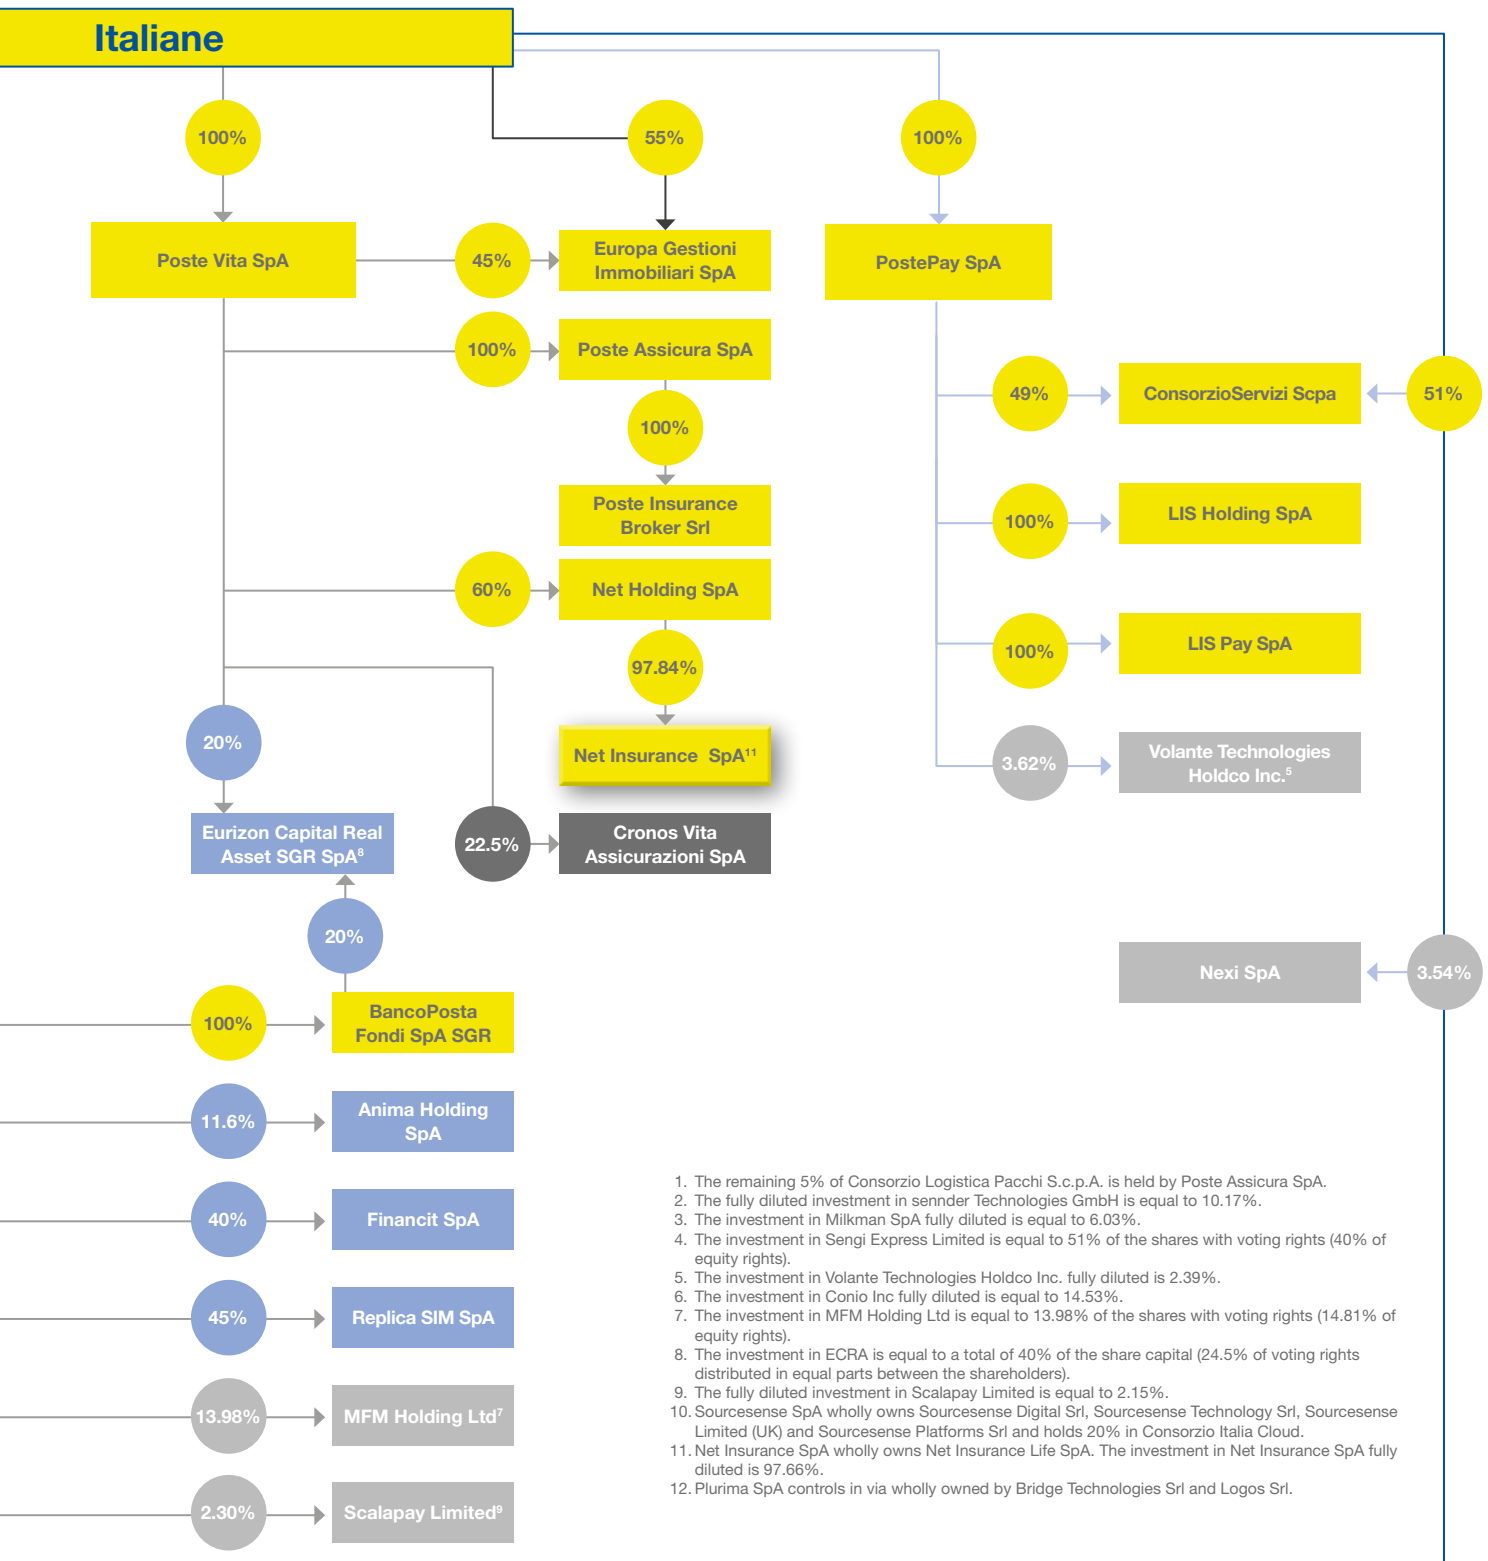 Italiane
100%
55%
100%
Poste Vita SpA
45%
Europa Gestioni
Immobiliari SpA
PostePay SpA
100%
Poste Assicura SpA
49%
ConsorzioServizi Scpa
51%
100%
Poste Insurance
Broker Srl
100%
LIS Holding SpA
60%
Net Holding SpA
100%
LIS Pay SpA
97.84%
20%
Net Insurance SpA11
3.62%
Volante Technologies
Holdco Inc.5
Eurizon Capital Real
Asset SGR SpA8
22.5%
Cronos Vita
Assicurazioni SpA
20%
Nexi SpA
3.54%
100%
BancoPosta
Fondi SpA SGR
11.6%
Anima Holding
SpA
40%
Financit SpA
45%
Replica SIM SpA
13.98%
MFM Holding Ltd7
2.30%
Scalapay Limited9
1. The remaining 5% of Consorzio Logistica Pacchi S.c.p.A. is held by Poste Assicura SpA.
2. The fully diluted investment in sennder Technologies GmbH is equal to 10.17%.
3. The investment in Milkman SpA fully diluted is equal to 6.03%.
4. The investment in Sengi Express Limited is equal to 51% of the shares with voting rights (40% of
equity rights).
5. The investment in Volante Technologies Holdco Inc. fully diluted is 2.39%.
6. The investment in Conio Inc fully diluted is equal to 14.53%.
7. The investment in MFM Holding Ltd is equal to 13.98% of the shares with voting rights (14.81% of
equity rights).
8. The investment in ECRA is equal to a total of 40% of the share capital (24.5% of voting rights
distributed in equal parts between the shareholders).
9. The fully diluted investment in Scalapay Limited is equal to 2.15%.
10. Sourcesense SpA wholly owns Sourcesense Digital Srl, Sourcesense Technology Srl, Sourcesense
Limited (UK) and Sourcesense Platforms Srl and holds 20% in Consorzio Italia Cloud.
11. Net Insurance SpA wholly owns Net Insurance Life SpA. The investment in Net Insurance SpA fully
diluted is 97.66%.
12. Plurima SpA controls in via wholly owned by Bridge Technologies Srl and Logos Srl.